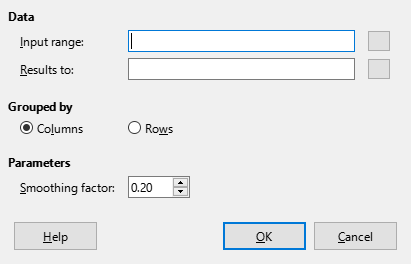 Data
Input range:
Results to:
Grouped by
Columns Rows
Parameters
Smoothing factor: 0.20
Help OK Cancel